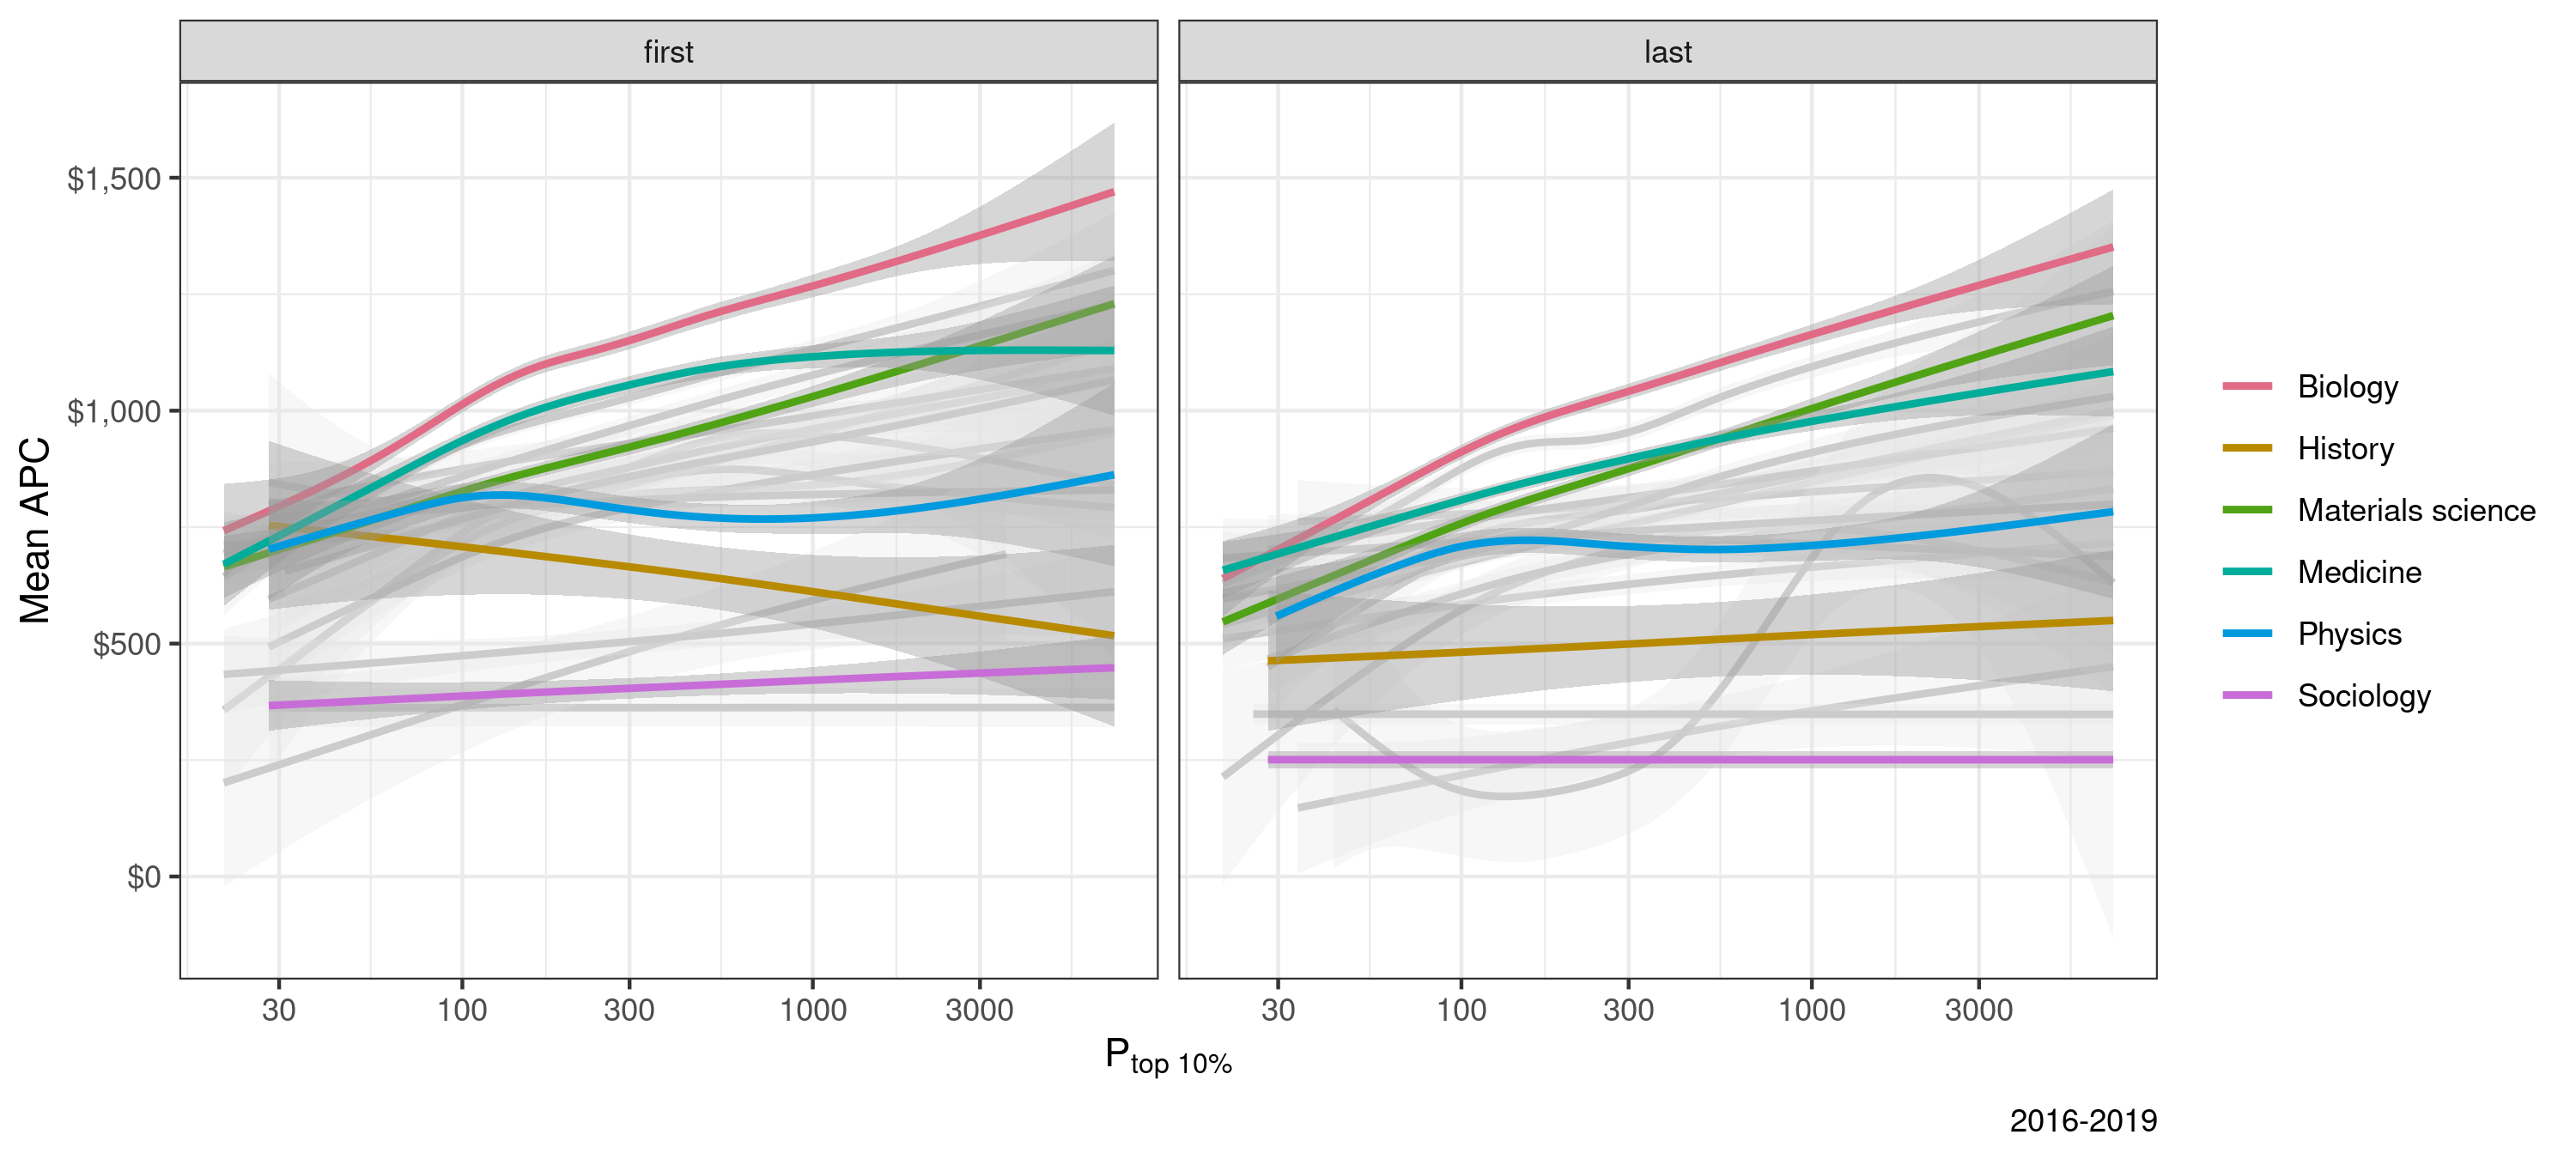 first last
$1,500
$1,000
$500
$0
Mean APC
30 100 300 1000 3000 30 100 300 1000 3000
Ptop 10%
Biology
History
Materials science
Medicine
Physics
Sociology
2016-2019